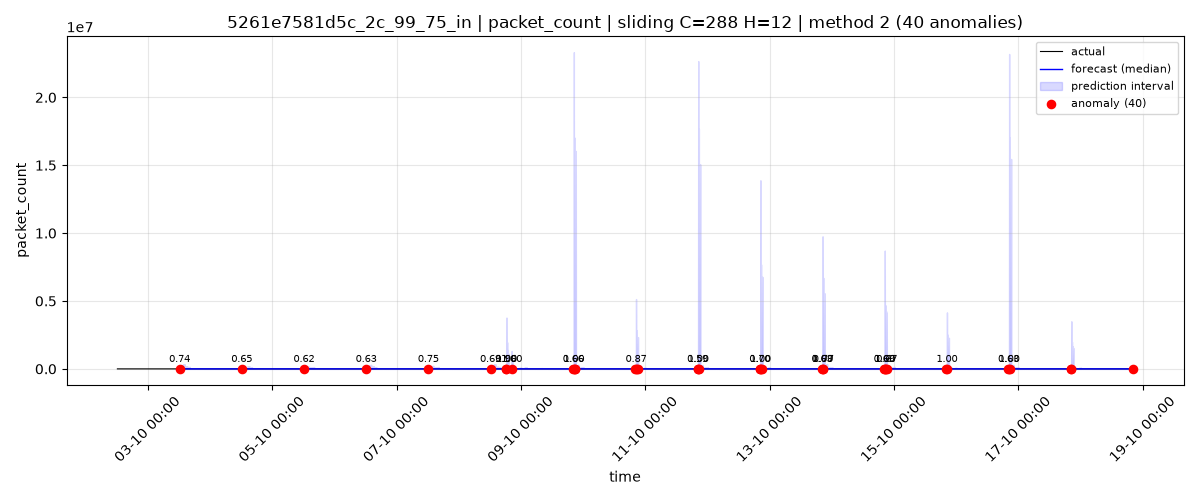 5261e7581d5c_2c_99_75_in | packet_count | sliding C=288 H=12 | method 2 (40 anomalies)
1e7
actual
forecast (median)
prediction interval
anomaly (40)
2.0
1.5
1.0
0.5
0.0
packet_count
0.74 0.65 0.62 0.63 0.75 0.87 1.00
03-10 00:00 05-10 00:00 07-10 00:00 09-10 00:00 11-10 00:00 13-10 00:00 15-10 00:00 17-10 00:00 19-10 00:00
time